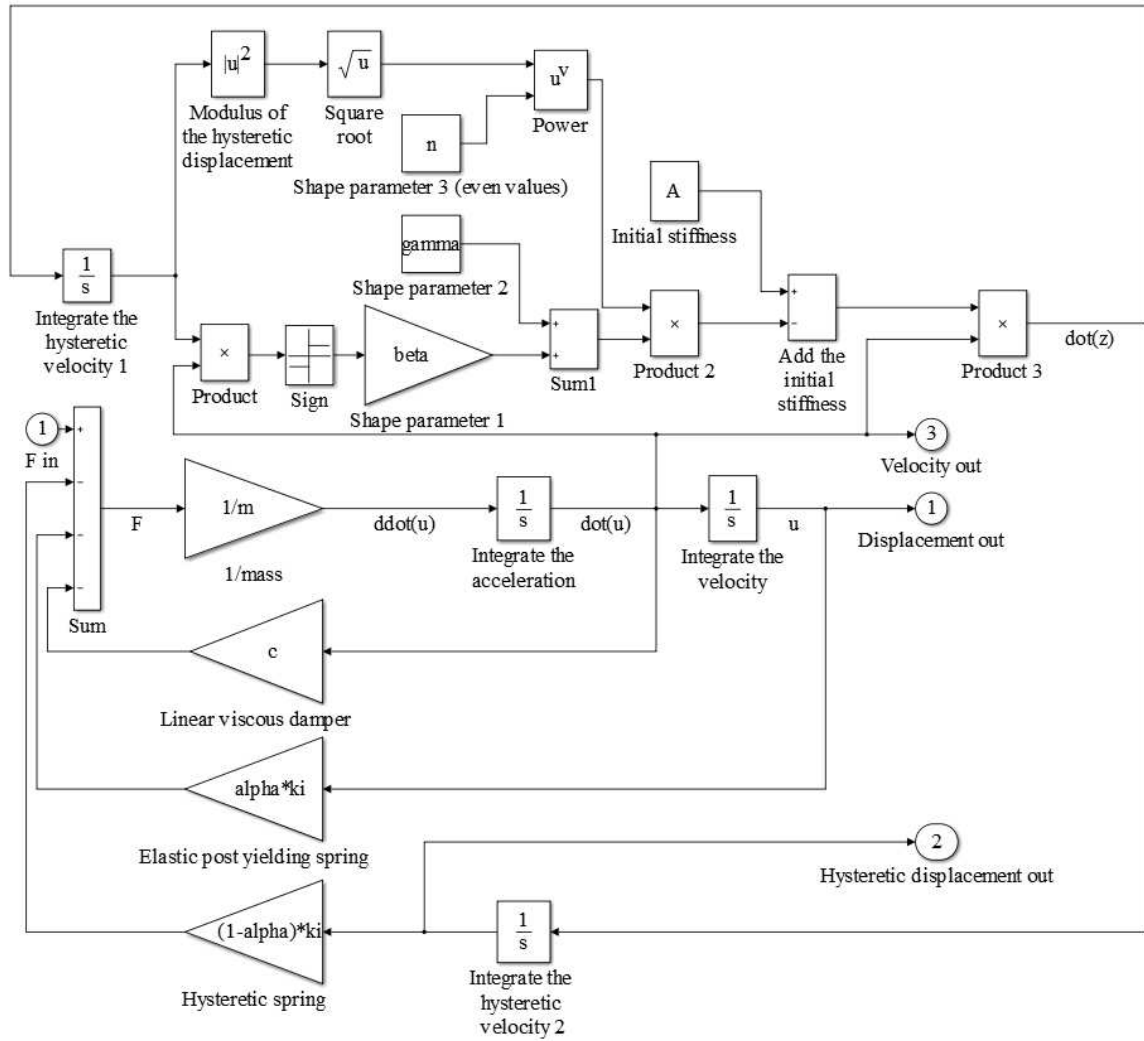 |u|²
Modulus of
the hysteretic
displacement
√u
Square
root
uᵛ
Power
n
Shape parameter 3 (even values)
A
Initial stiffness
gamma
Shape parameter 2
1
s
Integrate the
hysteretic
velocity 1
×
Product
Sign
beta
Shape parameter 1
+
+
Sum1
×
Product 2
+
−
Add the
initial
stiffness
×
Product 3
dot(z)
1
F in
+
−
−
−
Sum
F
1/m
1/mass
ddot(u)
1
s
Integrate the
acceleration
dot(u)
1
s
Integrate the
velocity
u
3
Velocity out
1
Displacement out
c
Linear viscous damper
alpha*ki
Elastic post yielding spring
2
Hysteretic displacement out
(1-alpha)*ki
Hysteretic spring
1
s
Integrate the
hysteretic
velocity 2